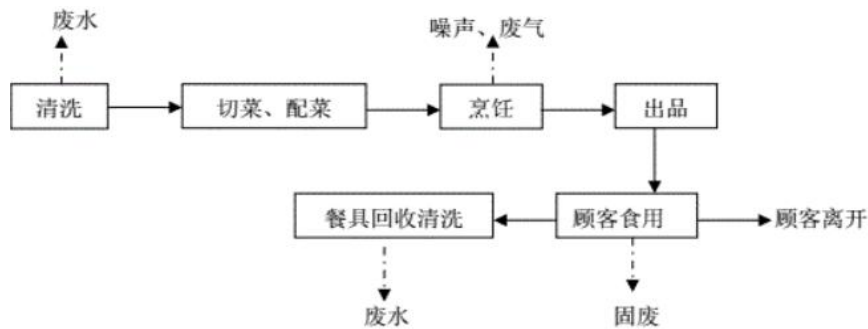 废水
噪声、废气
清洗
切菜、配菜
烹饪
出品
餐具回收清洗
顾客食用
顾客离开
废水
固废